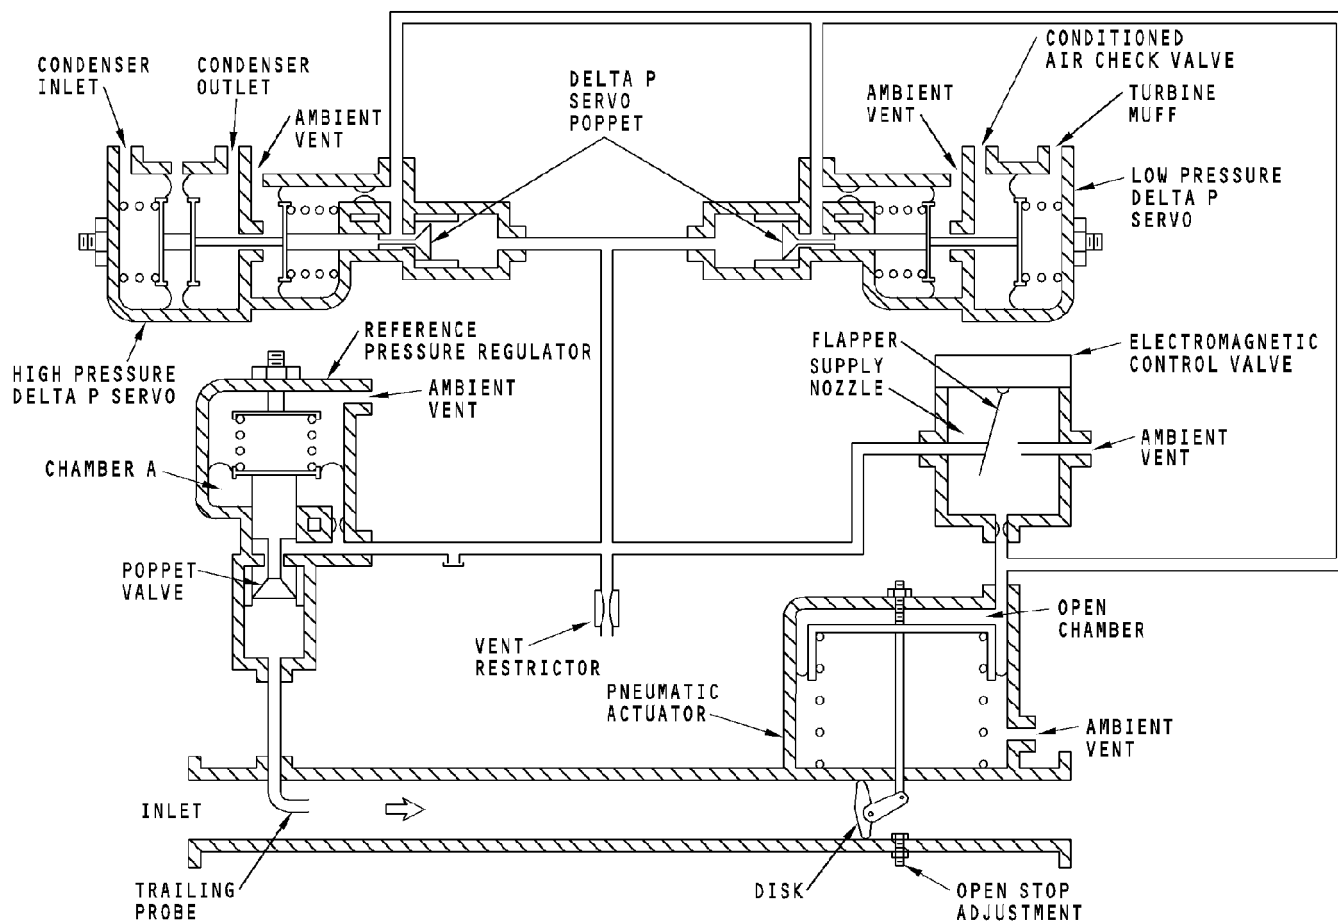 CONDENSER
INLET
CONDENSER
OUTLET
AMBIENT
VENT
DELTA P
SERVO
POPPET
AMBIENT
VENT
CONDITIONED
AIR CHECK VALVE
TURBINE
MUFF
LOW PRESSURE
DELTA P
SERVO
HIGH PRESSURE
DELTA P SERVO
REFERENCE
PRESSURE REGULATOR
AMBIENT
VENT
CHAMBER A
FLAPPER
SUPPLY
NOZZLE
ELECTROMAGNETIC
CONTROL VALVE
AMBIENT
VENT
POPPET
VALVE
VENT
RESTRICTOR
OPEN
CHAMBER
PNEUMATIC
ACTUATOR
AMBIENT
VENT
INLET
TRAILING
PROBE
DISK
OPEN STOP
ADJUSTMENT